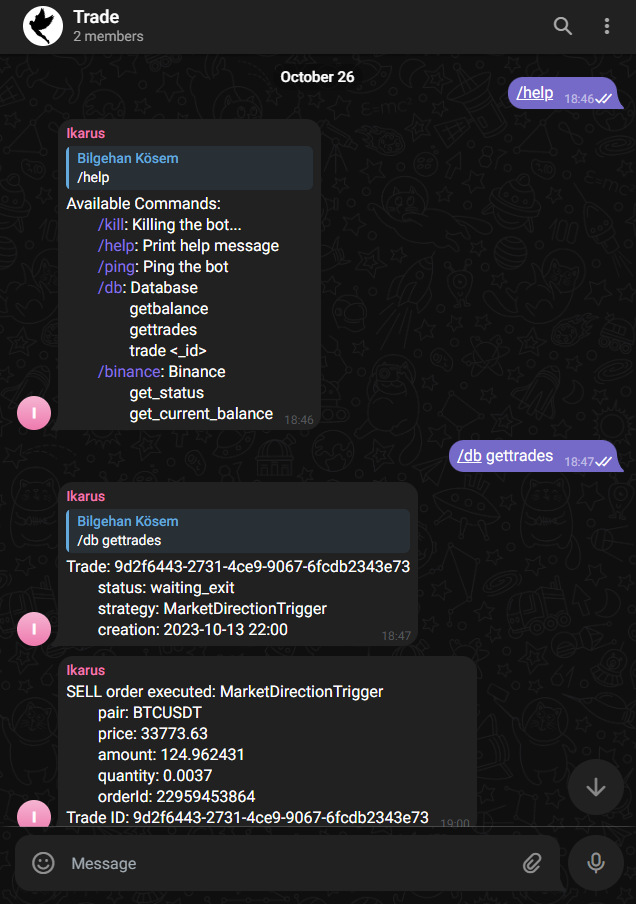 Trade
2 members
October 26
/help 18:46
Ikarus
Bilgehan Kösem
/help
Available Commands:
/kill: Killing the bot...
/help: Print help message
/ping: Ping the bot
/db: Database
getbalance
gettrades
trade <_id>
/binance: Binance
get_status
get_current_balance
I 18:46
/db gettrades 18:47
Ikarus
Bilgehan Kösem
/db gettrades
Trade: 9d2f6443-2731-4ce9-9067-6fcdb2343e73
status: waiting_exit
strategy: MarketDirectionTrigger
creation: 2023-10-13 22:00
I 18:47
Ikarus
SELL order executed: MarketDirectionTrigger
pair: BTCUSDT
price: 33773.63
amount: 124.962431
quantity: 0.0037
orderId: 22959453864
I Trade ID: 9d2f6443-2731-4ce9-9067-6fcdb2343e73 19:00
Message